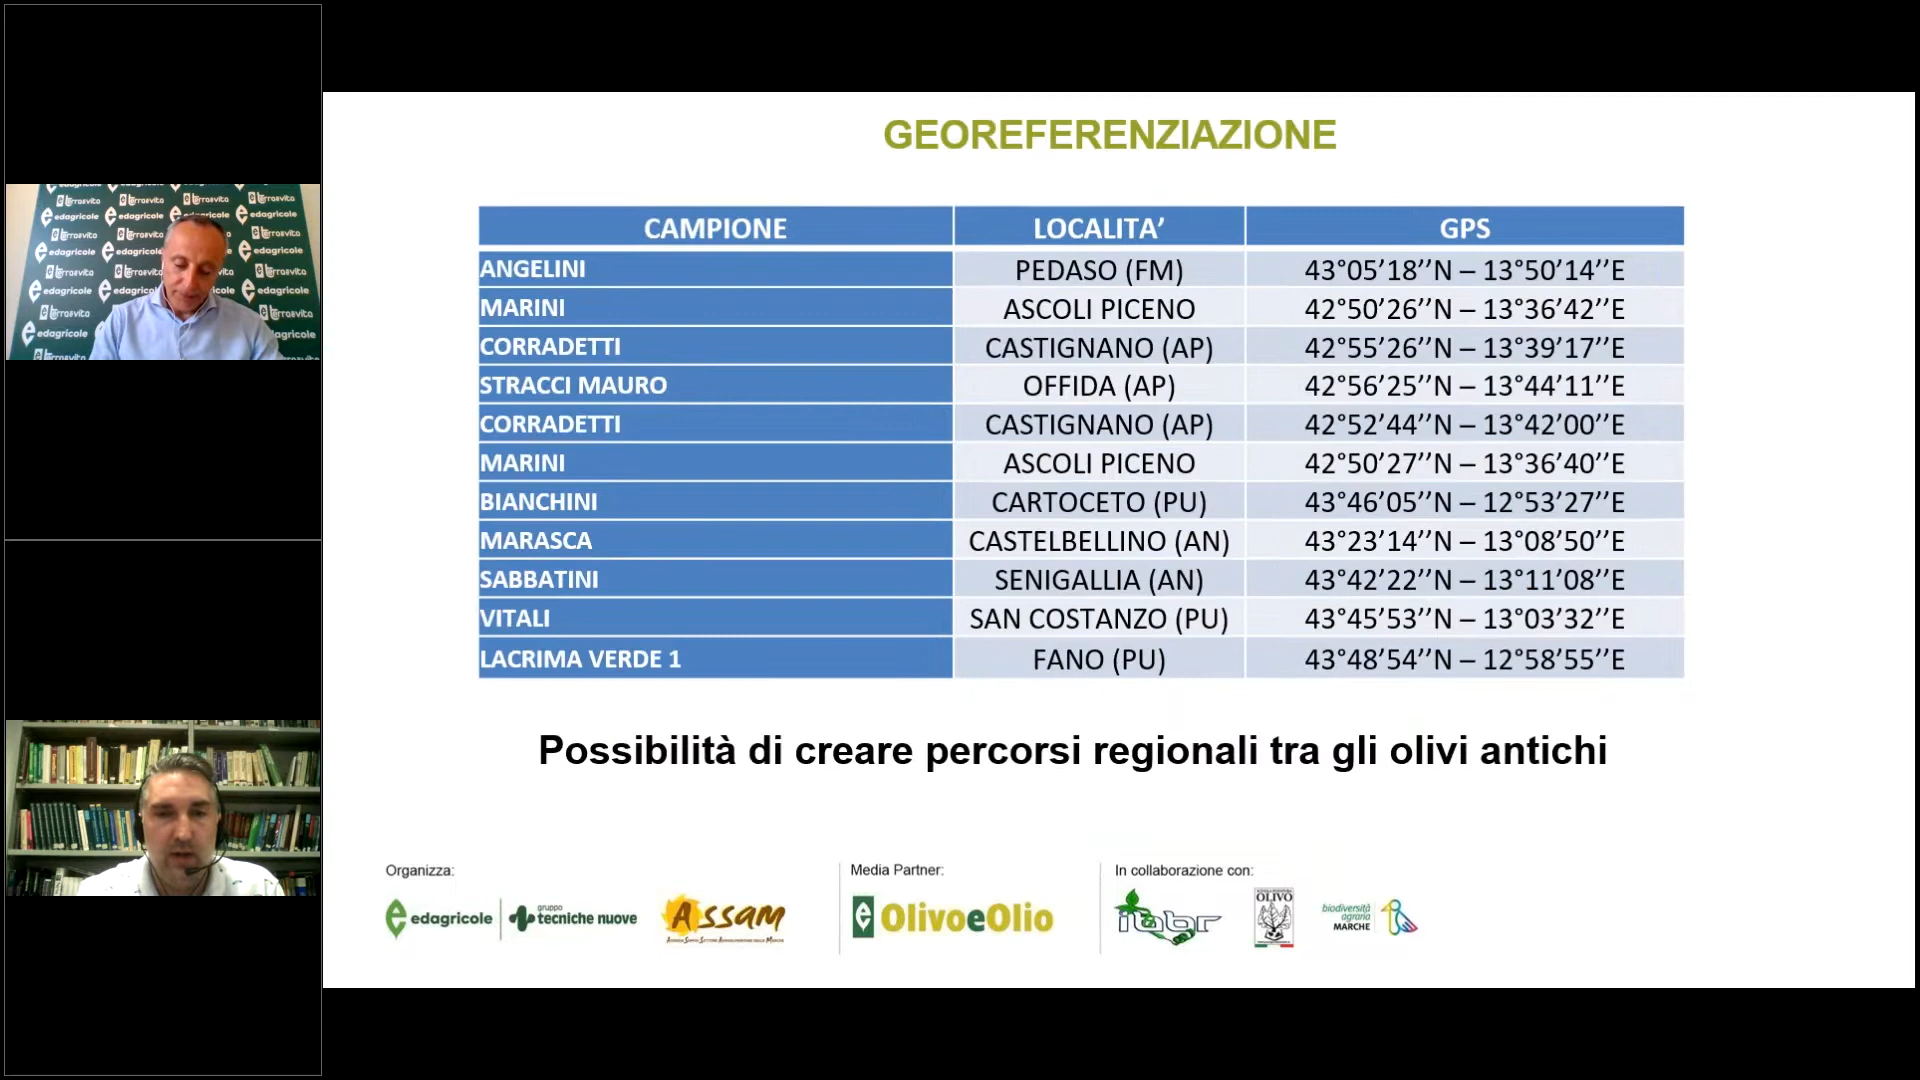 GEOREFERENZIAZIONE
CAMPIONE LOCALITA’ GPS
ANGELINI PEDASO (FM) 43°05’18’’N – 13°50’14’’E
MARINI ASCOLI PICENO 42°50’26’’N – 13°36’42’’E
CORRADETTI CASTIGNANO (AP) 42°55’26’’N – 13°39’17’’E
STRACCI MAURO OFFIDA (AP) 42°56’25’’N – 13°44’11’’E
CORRADETTI CASTIGNANO (AP) 42°52’44’’N – 13°42’00’’E
MARINI ASCOLI PICENO 42°50’27’’N – 13°36’40’’E
BIANCHINI CARTOCETO (PU) 43°46’05’’N – 12°53’27’’E
MARASCA CASTELBELLINO (AN) 43°23’14’’N – 13°08’50’’E
SABBATINI SENIGALLIA (AN) 43°42’22’’N – 13°11’08’’E
VITALI SAN COSTANZO (PU) 43°45’53’’N – 13°03’32’’E
LACRIMA VERDE 1 FANO (PU) 43°48’54’’N – 12°58’55’’E
Possibilità di creare percorsi regionali tra gli olivi antichi
Organizza: Media Partner: In collaborazione con:
edagricole gruppo tecniche nuove ASSAM OlivoeOlio ibbr OLIVO biodiversità agraria MARCHE
edagricole terraevita